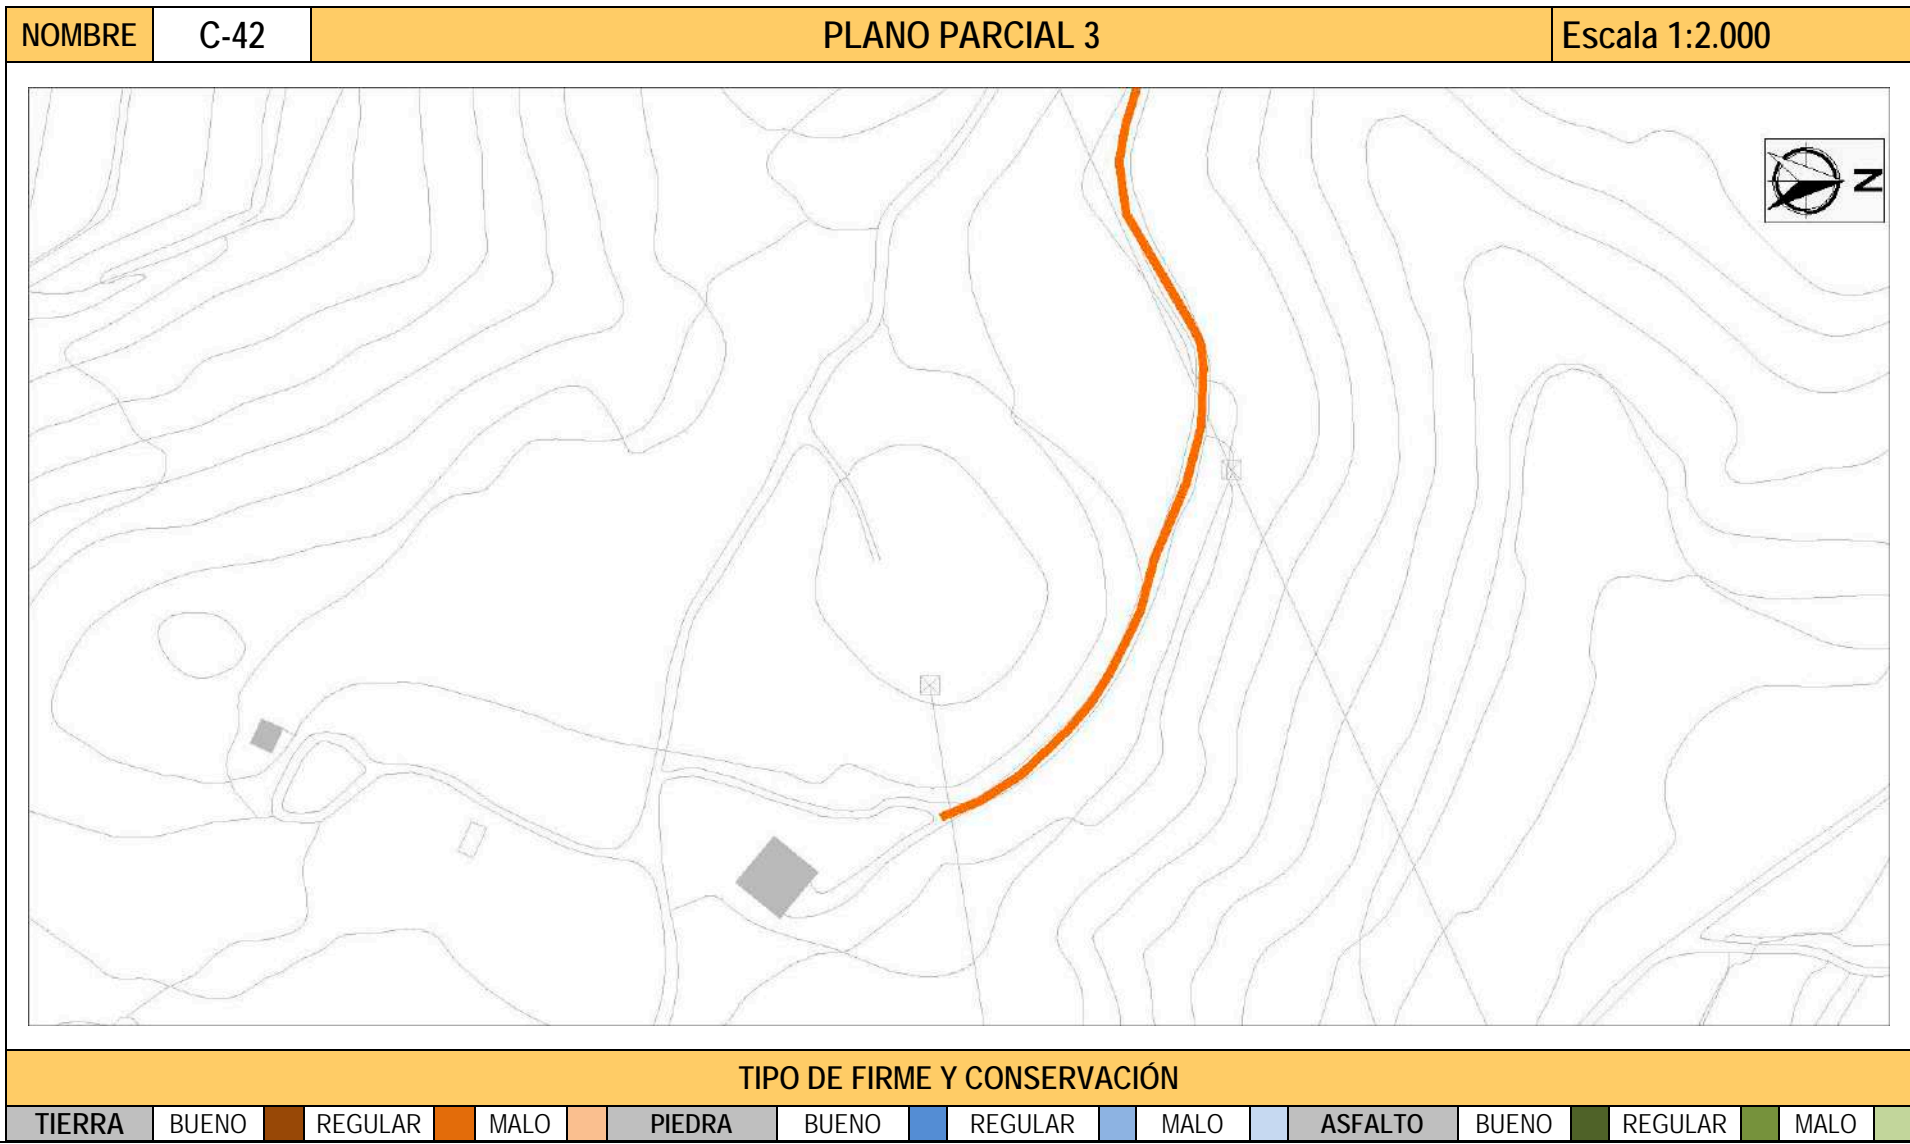 NOMBRE C-42 PLANO PARCIAL 3 Escala 1:2.000
N
TIPO DE FIRME Y CONSERVACIÓN
TIERRA BUENO REGULAR MALO PIEDRA BUENO REGULAR MALO ASFALTO BUENO REGULAR MALO